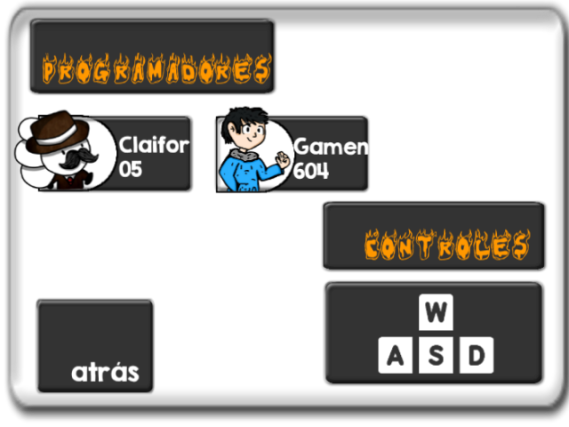 PROGRAMADORES
Claifor
05
Gamen
604
CONTROLES
W
A S D
atrás